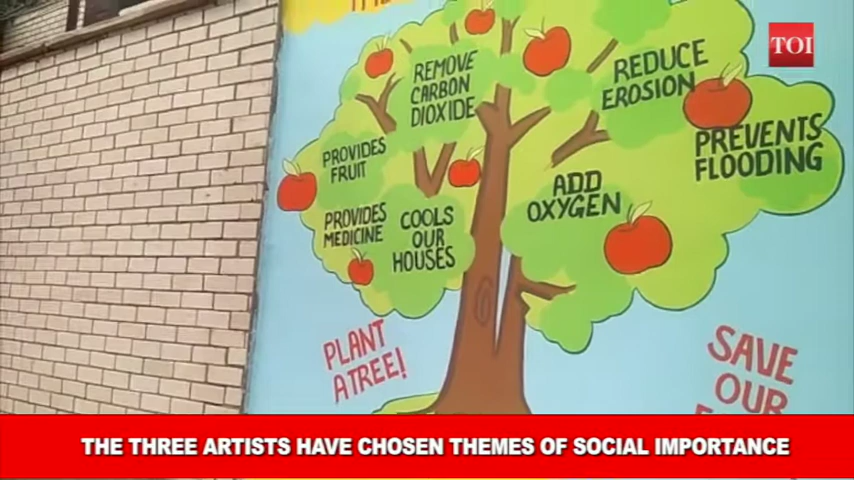 TOI
REMOVE
CARBON
DIOXIDE
REDUCE
EROSION
PREVENTS
FLOODING
PROVIDES
FRUIT
ADD
OXYGEN
PROVIDES
MEDICINE
COOLS
OUR
HOUSES
PLANT
A TREE!
SAVE
OUR
THE THREE ARTISTS HAVE CHOSEN THEMES OF SOCIAL IMPORTANCE